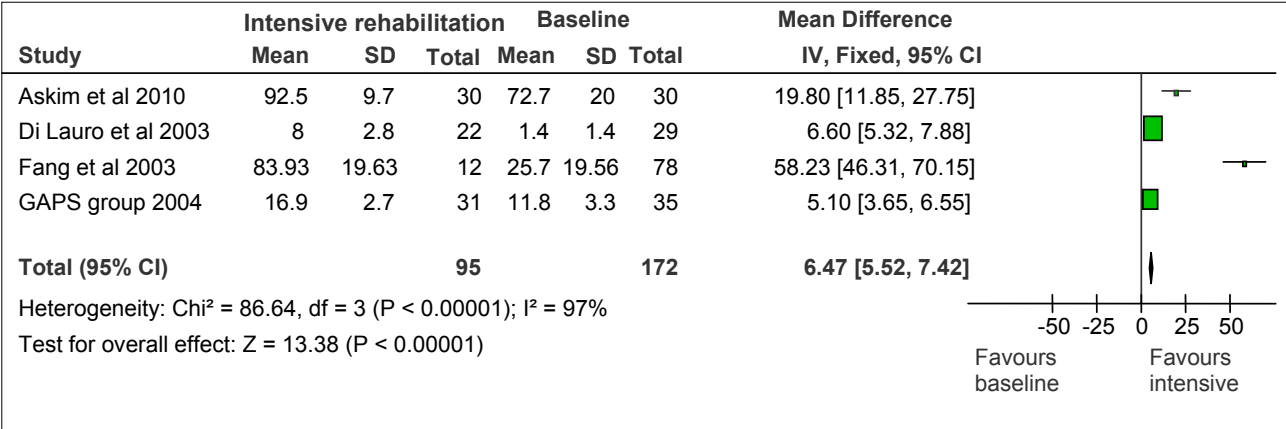 Intensive rehabilitation Baseline Mean Difference
Study Mean SD Total Mean SD Total IV, Fixed, 95% CI
Askim et al 2010 92.5 9.7 30 72.7 20 30 19.80 [11.85, 27.75]
Di Lauro et al 2003 8 2.8 22 1.4 1.4 29 6.60 [5.32, 7.88]
Fang et al 2003 83.93 19.63 12 25.7 19.56 78 58.23 [46.31, 70.15]
GAPS group 2004 16.9 2.7 31 11.8 3.3 35 5.10 [3.65, 6.55]
Total (95% CI) 95 172 6.47 [5.52, 7.42]
Heterogeneity: Chi² = 86.64, df = 3 (P < 0.00001); I² = 97%
Test for overall effect: Z = 13.38 (P < 0.00001)
-50 -25 0 25 50
Favours baseline
Favours intensive